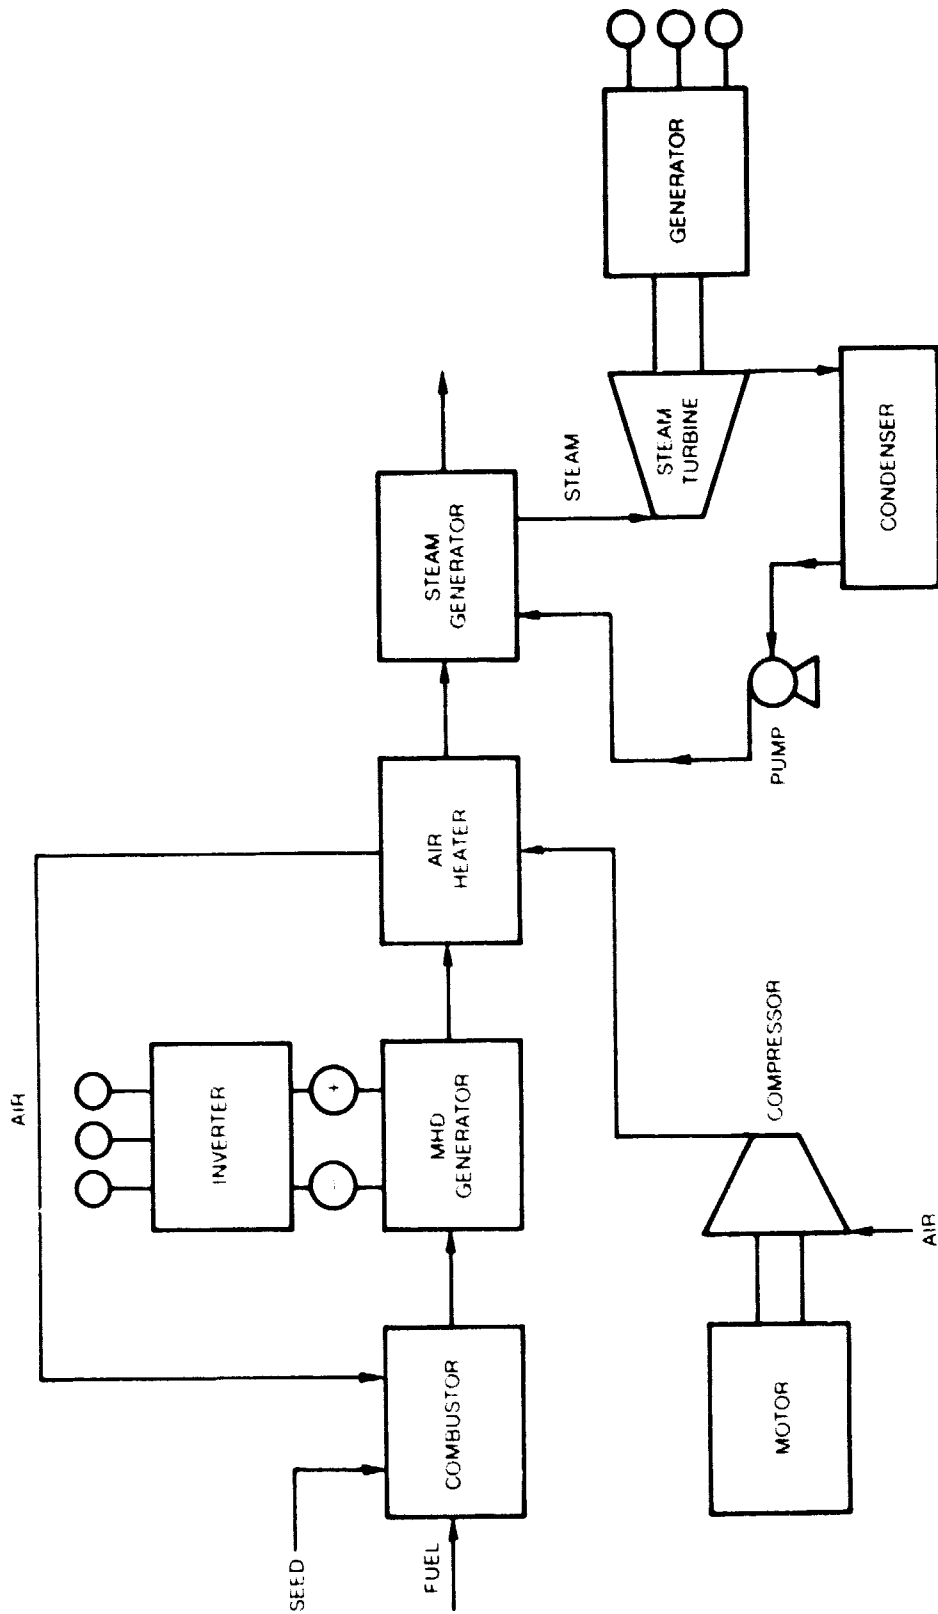 AIR
SEED
FUEL
COMBUSTOR
INVERTER
- +
MHD
GENERATOR
AIR
HEATER
STEAM
GENERATOR
STEAM
STEAM
TURBINE
GENERATOR
CONDENSER
PUMP
COMPRESSOR
MOTOR
AIR